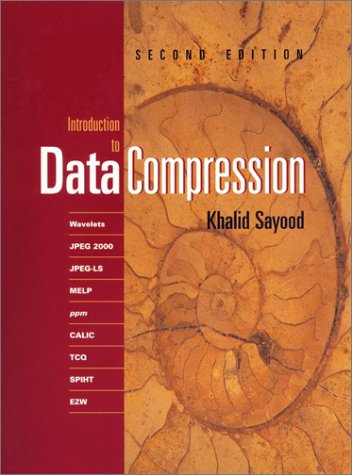 SECOND EDITION
Introduction
to
Data Compression
Khalid Sayood
Wavelets
JPEG 2000
JPEG-LS
MELP
ppm
CALIC
TCQ
SPIHT
EZW